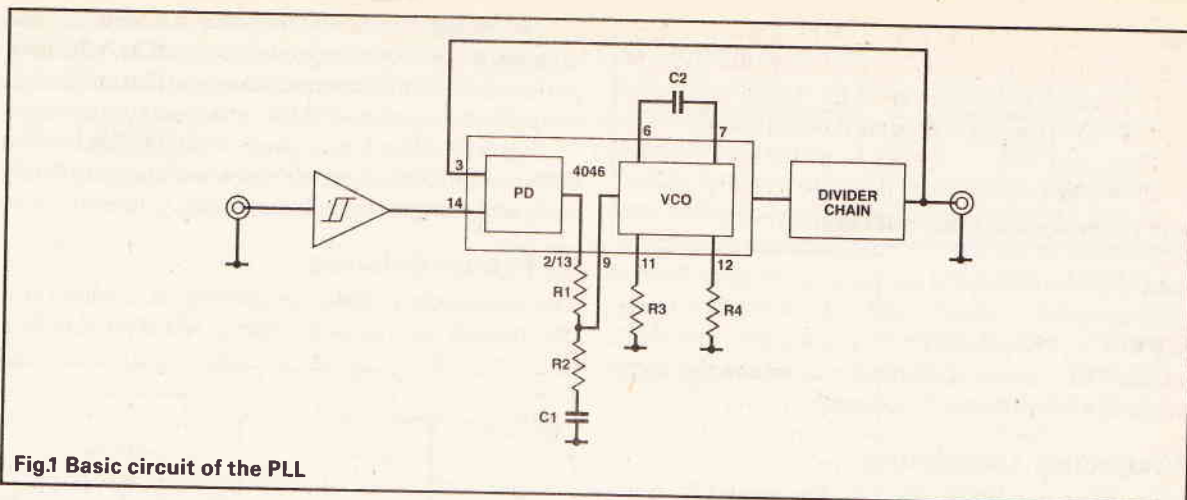 C2
6 7
3
4046
PD
VCO
DIVIDER
CHAIN
14
2/13 9 11 12
R1
R3 R4
R2
C1
Fig.1 Basic circuit of the PLL